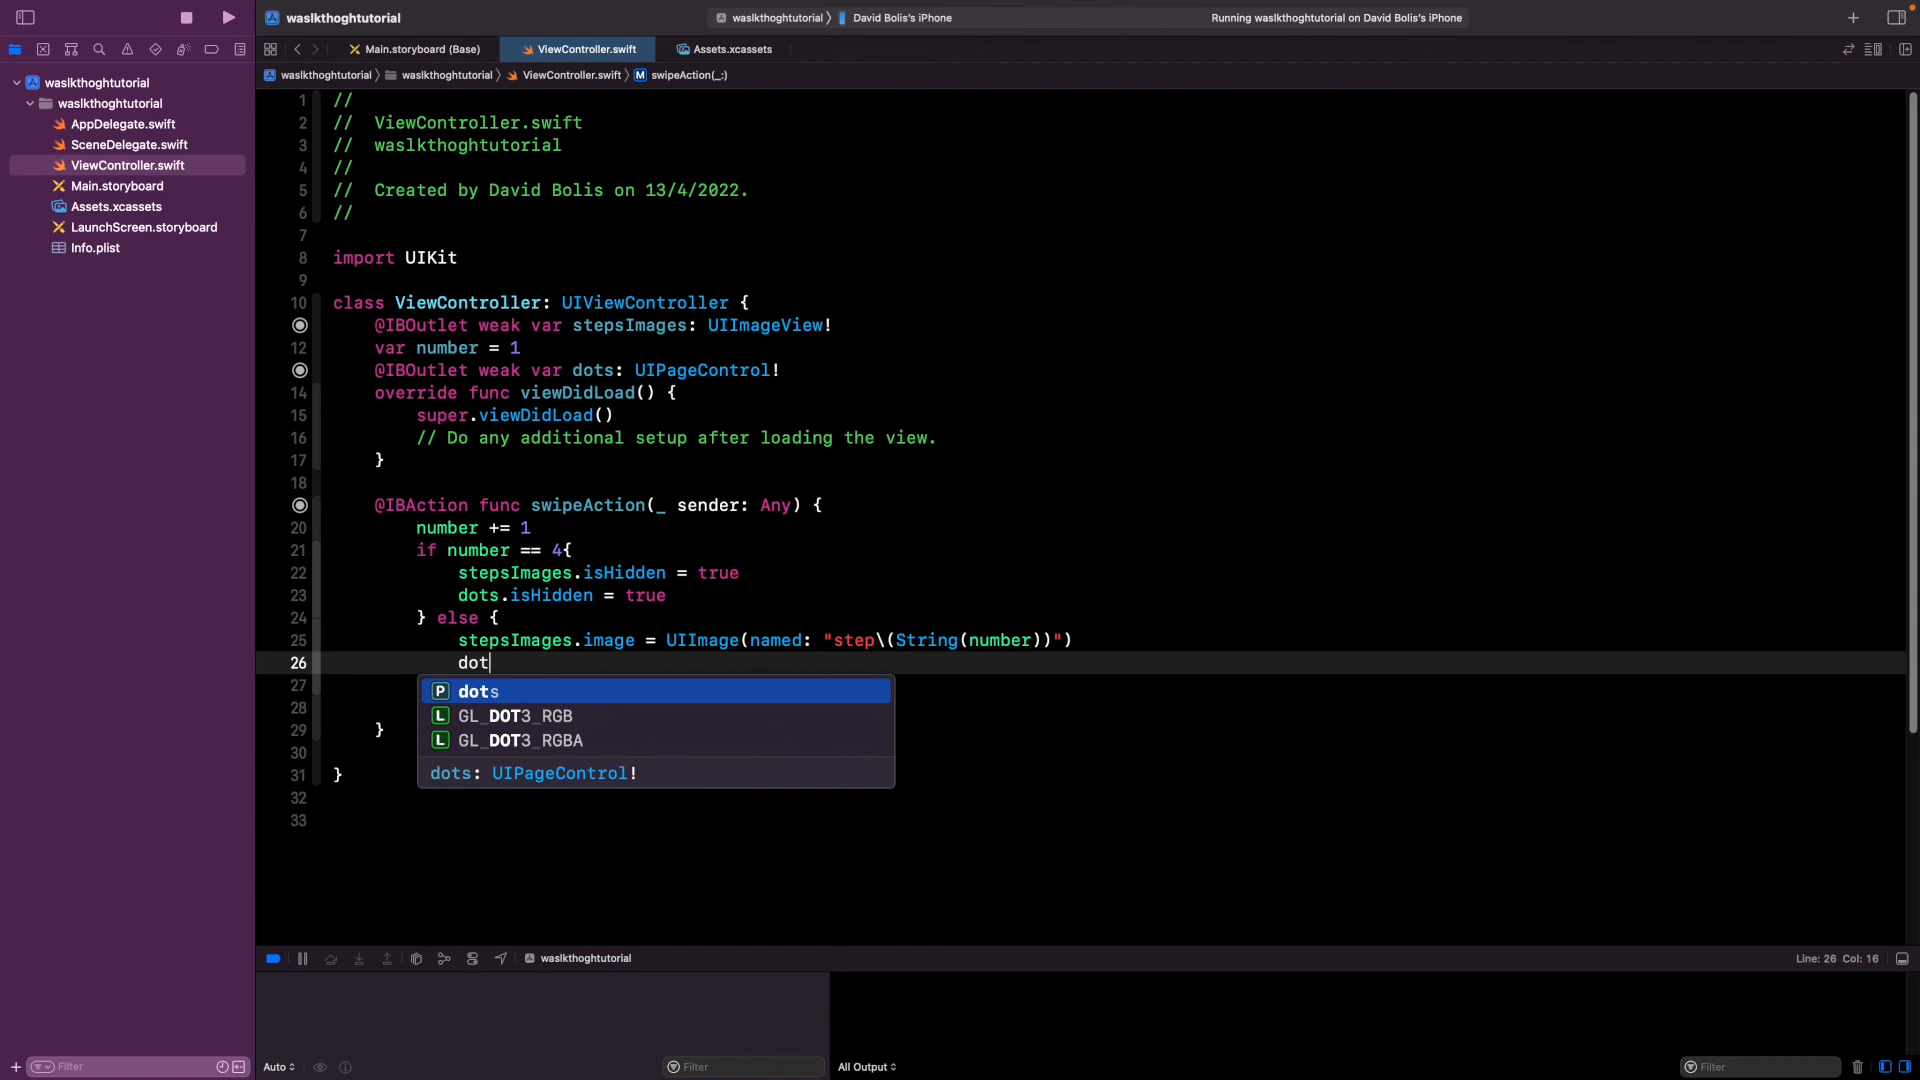 waslkthoghtutorial
waslkthoghtutorial 〉 David Bolis's iPhone
Running waslkthoghtutorial on David Bolis's iPhone
Main.storyboard (Base)
ViewController.swift
Assets.xcassets
waslkthoghtutorial 〉 waslkthoghtutorial 〉 ViewController.swift 〉 M swipeAction(_:)
waslkthoghtutorial
waslkthoghtutorial
AppDelegate.swift
SceneDelegate.swift
ViewController.swift
Main.storyboard
Assets.xcassets
LaunchScreen.storyboard
Info.plist
Filter
1 //
2 //  ViewController.swift
3 //  waslkthoghtutorial
4 //
5 //  Created by David Bolis on 13/4/2022.
6 //
7
8 import UIKit
9
10 class ViewController: UIViewController {
@IBOutlet weak var stepsImages: UIImageView!
12 var number = 1
@IBOutlet weak var dots: UIPageControl!
14 override func viewDidLoad() {
15 super.viewDidLoad()
16 // Do any additional setup after loading the view.
17 }
18
@IBAction func swipeAction(_ sender: Any) {
20 number += 1
21 if number == 4{
22 stepsImages.isHidden = true
23 dots.isHidden = true
24 } else {
25 stepsImages.image = UIImage(named: "step\(String(number))")
26 dot
27
28
29 }
30
31 }
32
33
P dots
L GL_DOT3_RGB
L GL_DOT3_RGBA
dots: UIPageControl!
waslkthoghtutorial
Line: 26 Col: 16
Auto
Filter
All Output
Filter